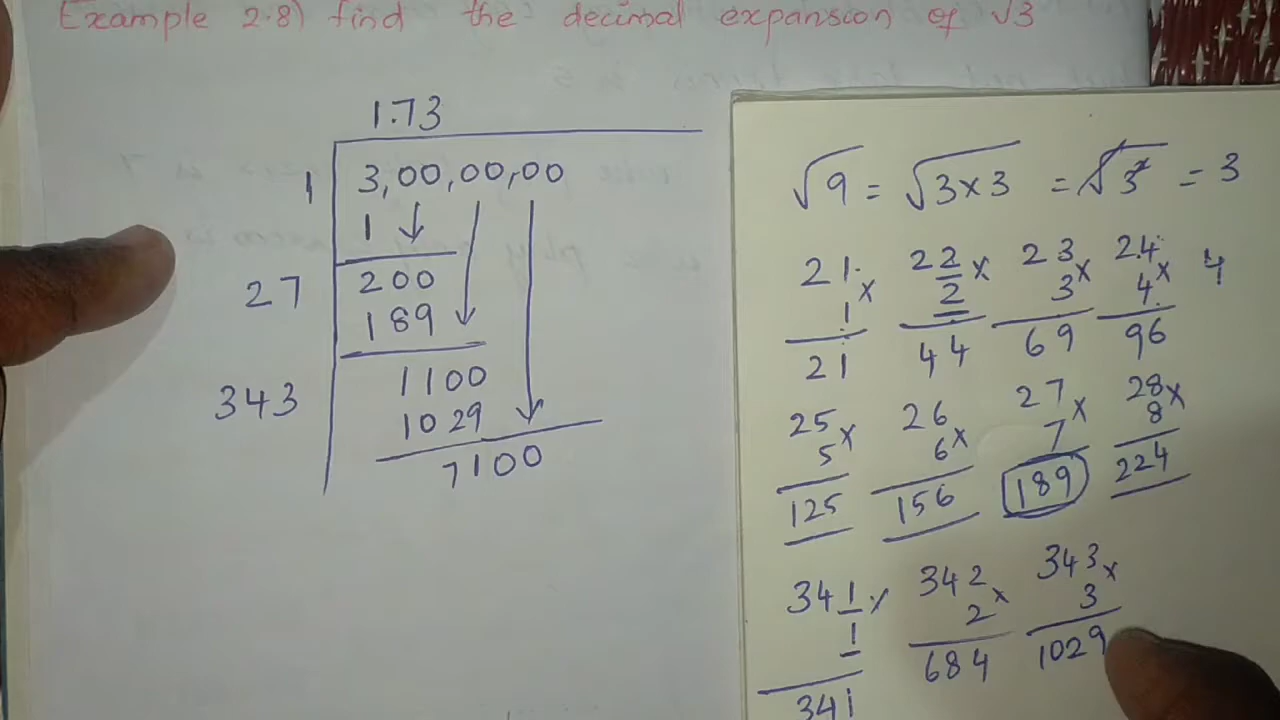 Example 2.8) find the decimal expansion of √3
1.73
1 3,00,00,00
1
27 200
189
343 1100
1029
7100
√9 = √3×3 = √3² = 3
21× 22× 23× 24× 4
1 2 3 4
21 44 69 96
25× 26× 27× 28×
5 6 7 8
125 156 189 224
341× 342× 343×
1 2 3
341 684 1029